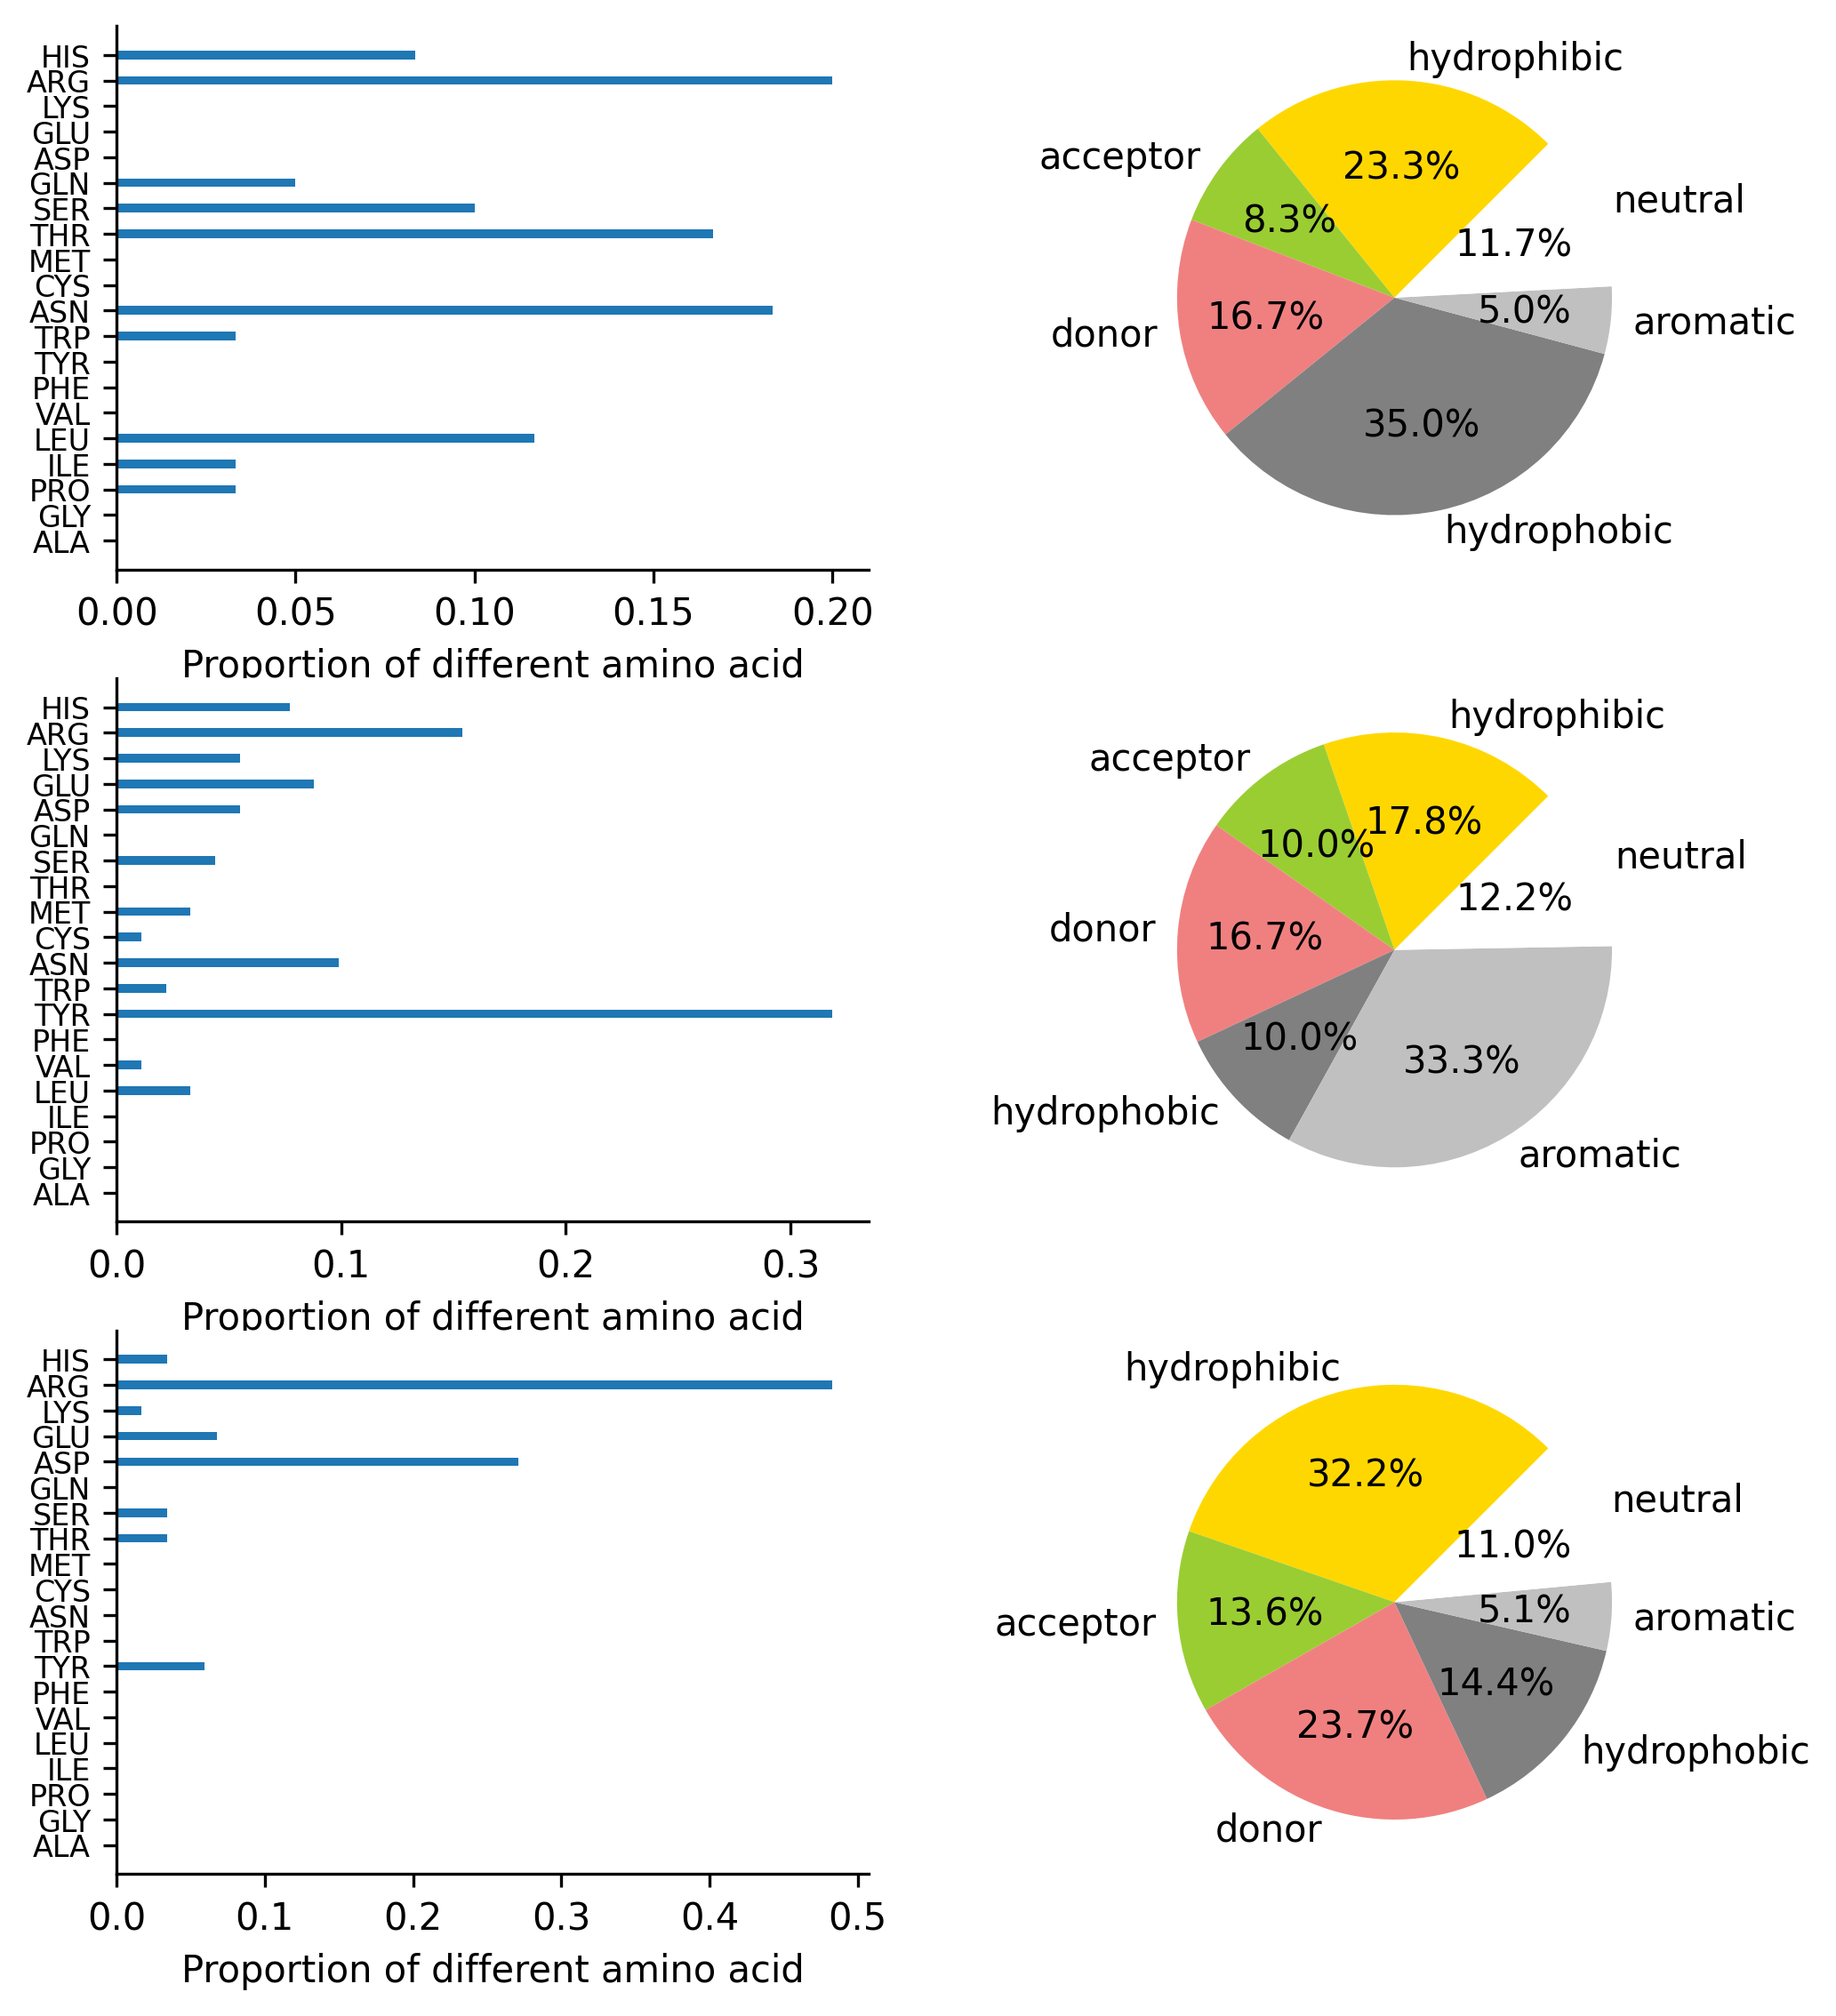 HIS
ARG
LYS
GLU
ASP
GLN
SER
THR
MET
CYS
ASN
TRP
TYR
PHE
VAL
LEU
ILE
PRO
GLY
ALA
0.00 0.05 0.10 0.15 0.20
Proportion of different amino acid
hydrophibic
acceptor
23.3%
neutral
8.3%
11.7%
donor
16.7%
5.0%
aromatic
35.0%
hydrophobic
HIS
ARG
LYS
GLU
ASP
GLN
SER
THR
MET
CYS
ASN
TRP
TYR
PHE
VAL
LEU
ILE
PRO
GLY
ALA
0.0 0.1 0.2 0.3
Proportion of different amino acid
hydrophibic
acceptor
17.8%
10.0%
neutral
12.2%
donor
16.7%
10.0%
33.3%
hydrophobic
aromatic
HIS
ARG
LYS
GLU
ASP
GLN
SER
THR
MET
CYS
ASN
TRP
TYR
PHE
VAL
LEU
ILE
PRO
GLY
ALA
0.0 0.1 0.2 0.3 0.4 0.5
Proportion of different amino acid
hydrophibic
32.2%
neutral
11.0%
acceptor
13.6%
5.1%
aromatic
14.4%
23.7%
hydrophobic
donor